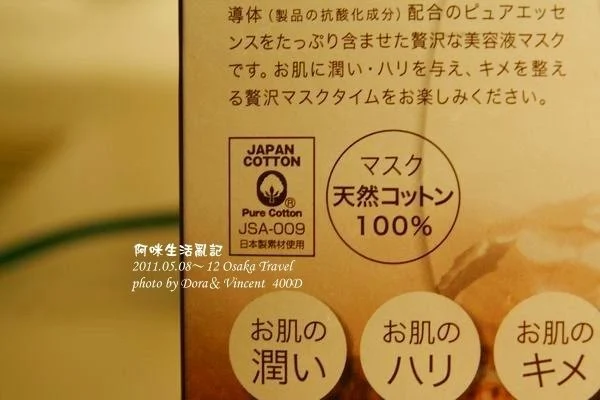 導体(製品の抗酸化成分)配合のピュアエッセ
ンスをたっぷり含ませた贅沢な美容液マスク
です。お肌に潤い・ハリを与え、キメを整え
る贅沢マスクタイムをお楽しみください。
JAPAN
COTTON
®
Pure Cotton
JSA-009
日本製素材使用
マスク
天然コットン
100%
阿咪生活亂記
2011.05.08~ 12 Osaka Travel
photo by Dora & Vincent 400D
お肌の
潤い
お肌の
ハリ
お肌の
キメ